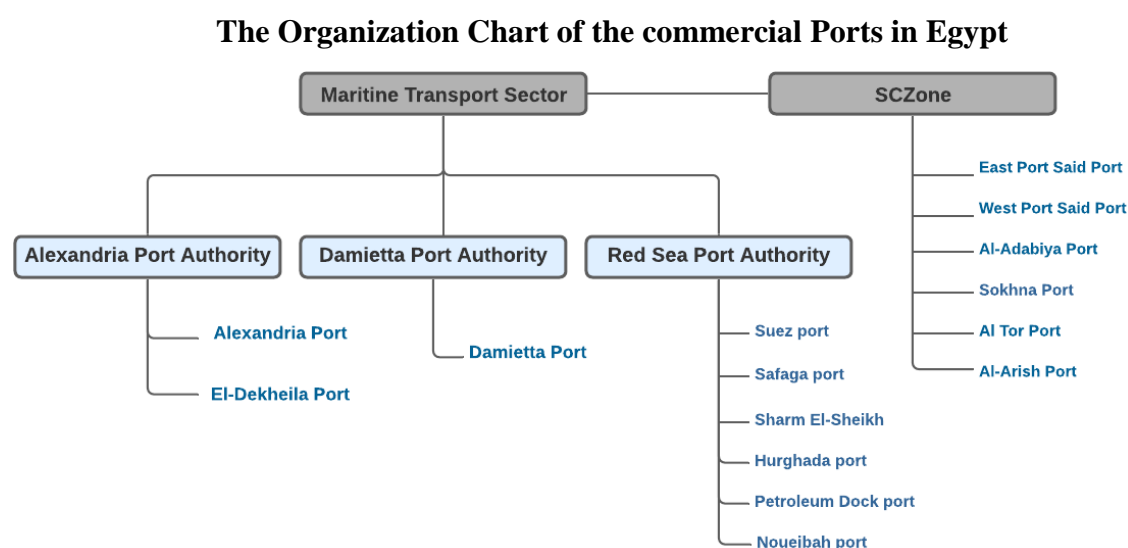 The Organization Chart of the commercial Ports in Egypt
Maritine Transport Sector
SCZone
East Port Said Port
West Port Said Port
Al-Adabiya Port
Sokhna Port
Al Tor Port
Al-Arish Port
Alexandria Port Authority
Damietta Port Authority
Red Sea Port Authority
Alexandria Port
El-Dekheila Port
Damietta Port
Suez port
Safaga port
Sharm El-Sheikh
Hurghada port
Petroleum Dock port
Noueibah port